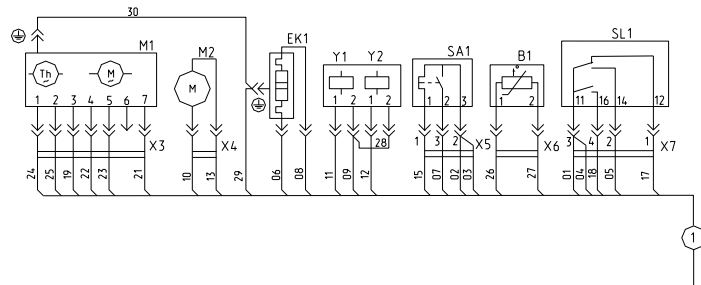 30
M1 M2 EK1 Y1 Y2 SA1 B1 SL1
Th M M t°
1 2 3 4 5 6 7 1 2 1 2 1 2 3 1 2 11 16 14 12
X3 X4 28 1 3 2 X5 X6 3 4 2 1 X7
24 25 19 22 23 21 10 13 29 06 08 11 09 12 15 07 02 03 26 27 01 04 18 05 17
1